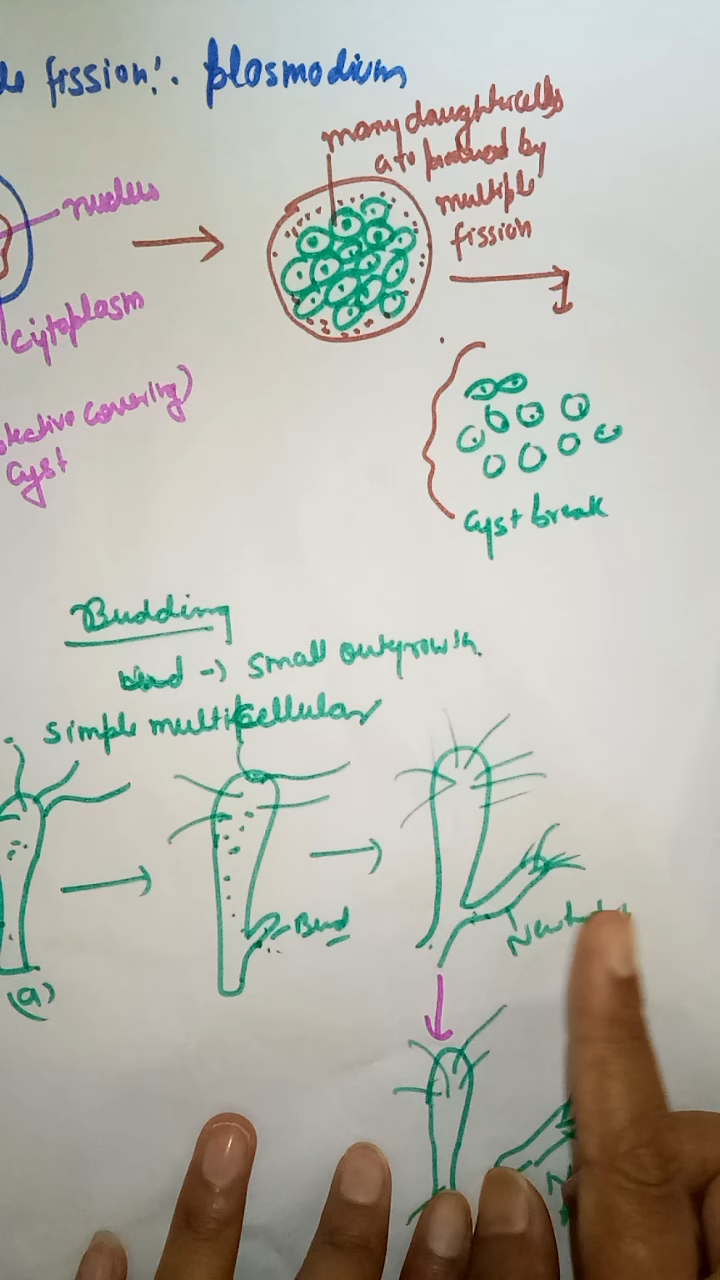 fission:. plasmodium
many daughter cells
are produced by
multiple
fission
nucleus
cytoplasm
covering)
cyst
cyst break
Budding
bud -> small outgrowth.
simple multicellular
Bud
(a)